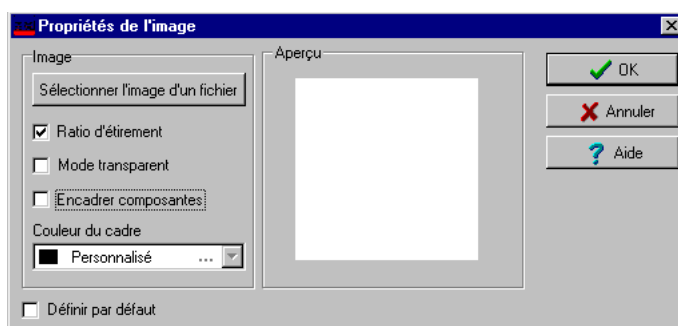 Propriétés de l'image
Image
Sélectionner l'image d'un fichier
Ratio d'étirement
Mode transparent
Encadrer composantes
Couleur du cadre
Personnalisé ...
Définir par défaut
Aperçu
OK
Annuler
? Aide